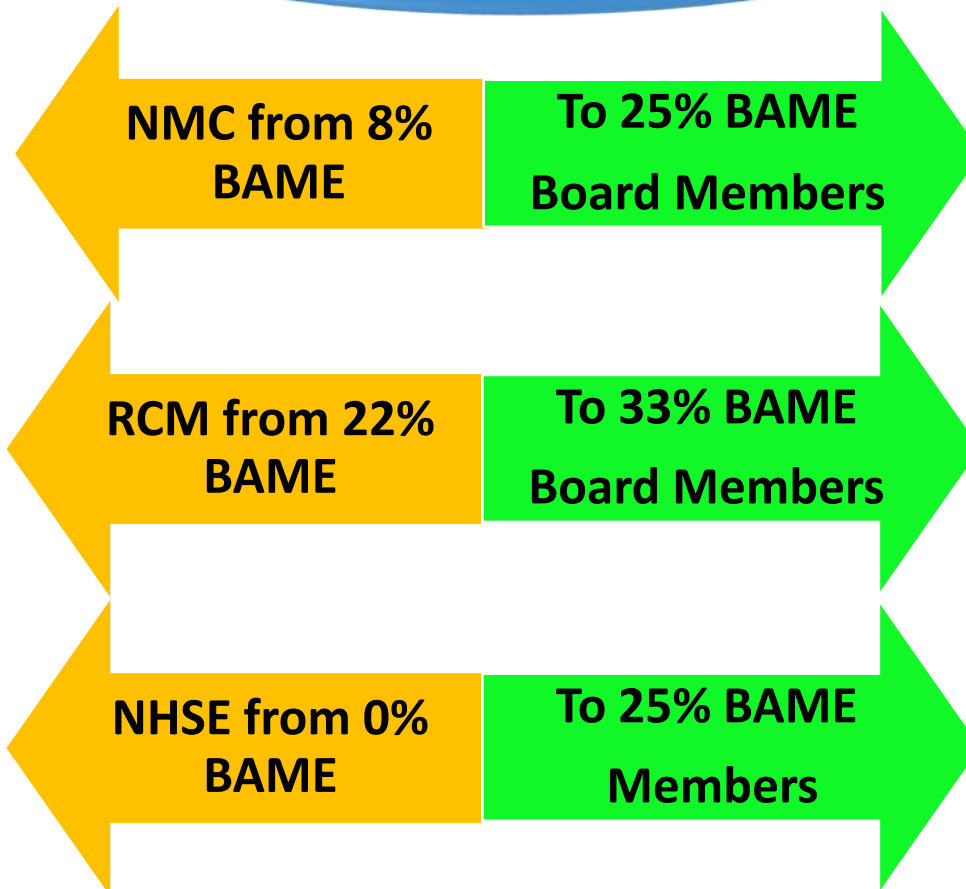 NMC from 8%
BAME
To 25% BAME
Board Members
RCM from 22%
BAME
To 33% BAME
Board Members
NHSE from 0%
BAME
To 25% BAME
Members